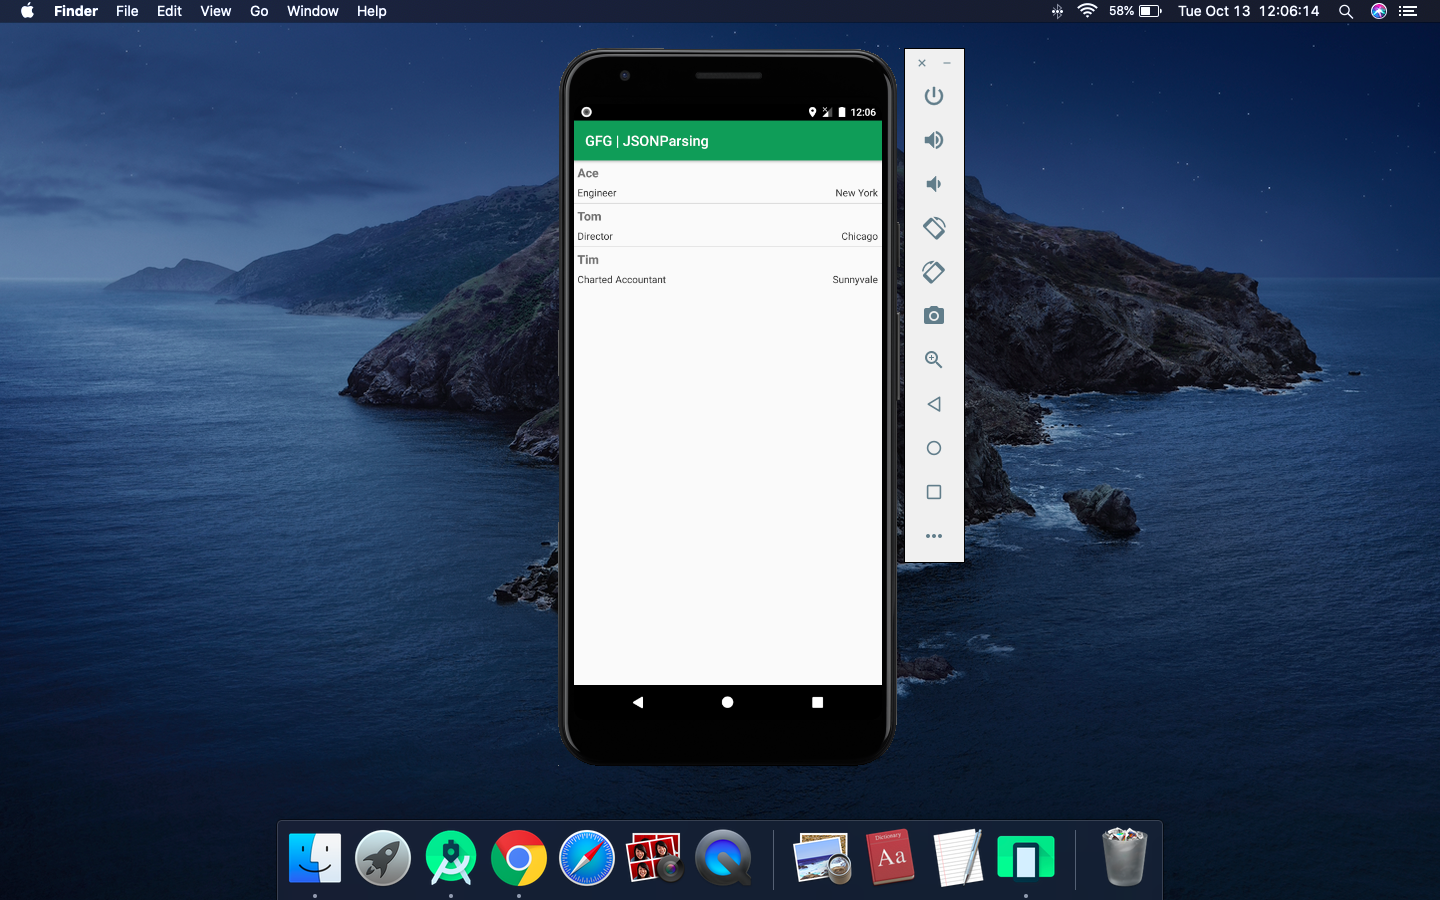 Finder File Edit View Go Window Help 58% Tue Oct 13 12:06:14
12:06
GFG | JSONParsing
Ace
Engineer New York
Tom
Director Chicago
Tim
Charted Accountant Sunnyvale
Dictionary
Aa